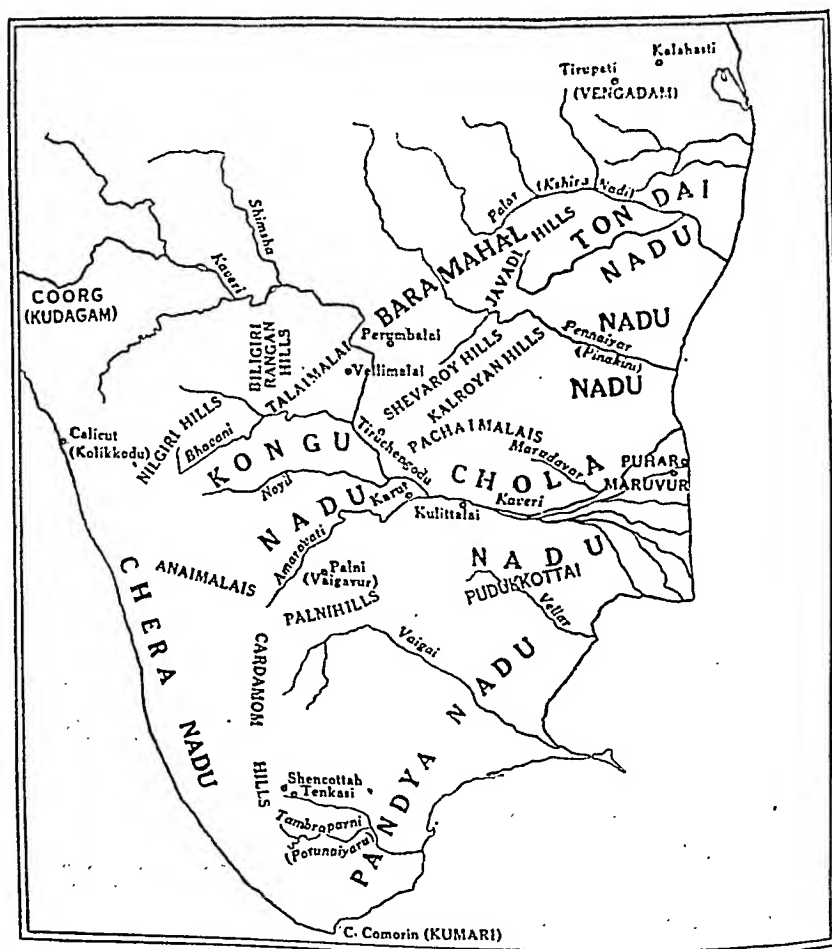 Kalahasti
Tirupati
(VENGADAM)
Shimsha
Palar
(Kshira Nadi)
TONDAI
NADU
Kaveri
COORG
(KUDAGAM)
BARAMAHAL
JAVADI HILLS
NADU
Pennaiyar
(Pinakini)
NADU
BILIGIRI
RANGAN
HILLS
TALAIMALAI
Perumbalai
Vellimalai
SHEVAROY HILLS
KALROYAN HILLS
Calicut
(Kolikkodu)
NILGIRI HILLS
Bhavani
KONGU
NADU
Tiruchengodu
PACHAIMALAIS
Marudayar
CHOLA
PUHAR
MARUVUR
Noyil
Karur
Kaveri
Kulittalai
ANAIMALAIS
Amaravati
Palni
(Vaigavur)
NADU
PUDUKKOTTAI
Vellar
PALNIHILLS
CHERA
NADU
CARDAMOM
HILLS
Vaigai
PANDYA NADU
Shencottah
Tenkasi
Tambraparni
(Porunaiyaru)
C. Comorin (KUMARI)